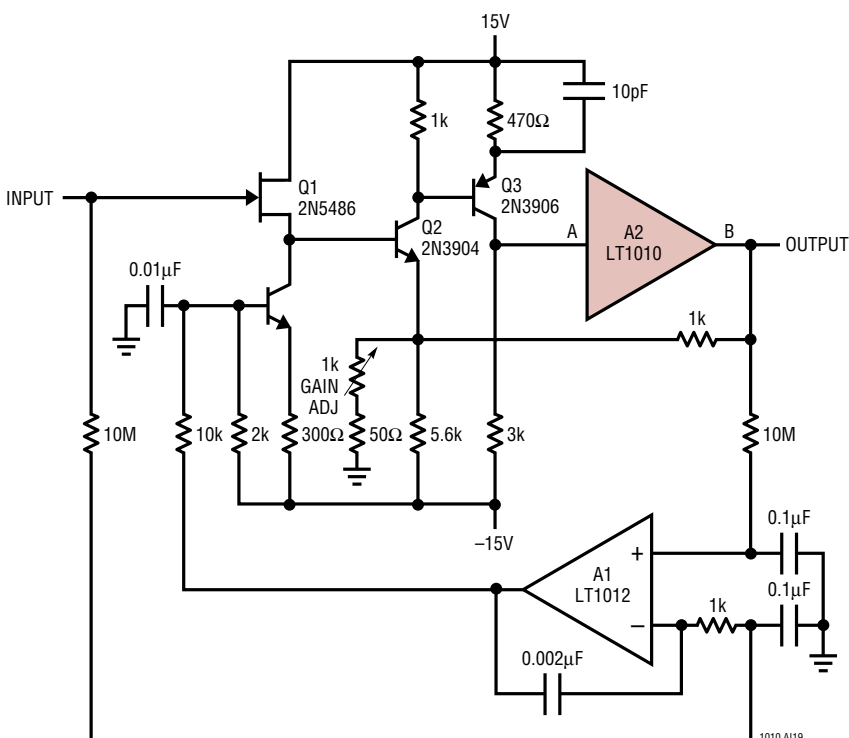 15V
10pF
1k
470Ω
INPUT
Q1
2N5486
Q2
2N3904
Q3
2N3906
A
A2
LT1010
B
OUTPUT
0.01µF
1k
GAIN
ADJ
1k
10M
10k
2k
300Ω
50Ω
5.6k
3k
10M
–15V
0.1µF
+
A1
LT1012
0.1µF
1k
–
0.002µF
1010 AI19